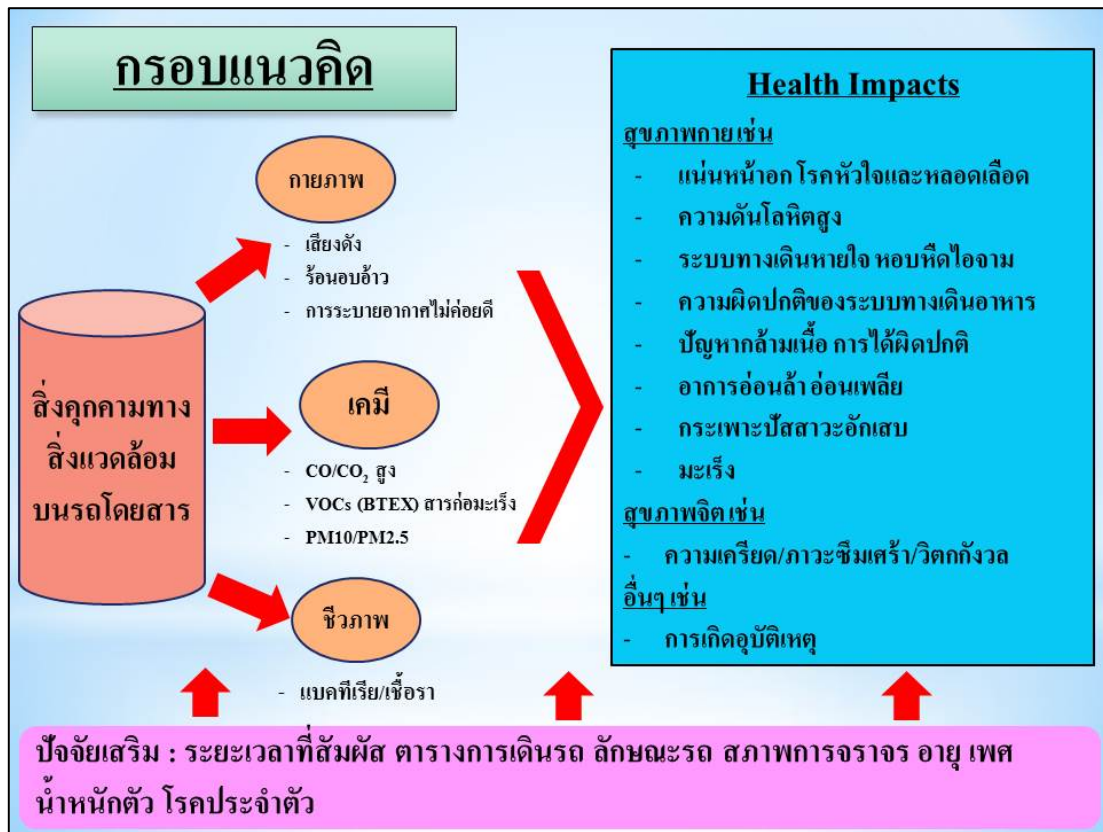 กรอบแนวคิด
สิ่งคุกคามทาง
สิ่งแวดล้อม
บนรถโดยสาร
กายภาพ
- เสียงดัง
- ร้อนอบอ้าว
- การระบายอากาศไม่ค่อยดี
เคมี
- CO/CO₂ สูง
- VOCs (BTEX) สารก่อมะเร็ง
- PM10/PM2.5
ชีวภาพ
- แบคทีเรีย/เชื้อรา
Health Impacts
สุขภาพกาย เช่น
- แน่นหน้าอก โรคหัวใจและหลอดเลือด
- ความดันโลหิตสูง
- ระบบทางเดินหายใจ หอบหืดไอจาม
- ความผิดปกติของระบบทางเดินอาหาร
- ปัญหากล้ามเนื้อ การได้ผิดปกติ
- อาการอ่อนล้า อ่อนเพลีย
- กระเพาะปัสสาวะอักเสบ
- มะเร็ง
สุขภาพจิต เช่น
- ความเครียด/ภาวะซึมเศร้า/วิตกกังวล
อื่นๆ เช่น
- การเกิดอุบัติเหตุ
ปัจจัยเสริม : ระยะเวลาที่สัมผัส ตารางการเดินรถ ลักษณะรถ สภาพการจราจร อายุ เพศ
น้ำหนักตัว โรคประจำตัว